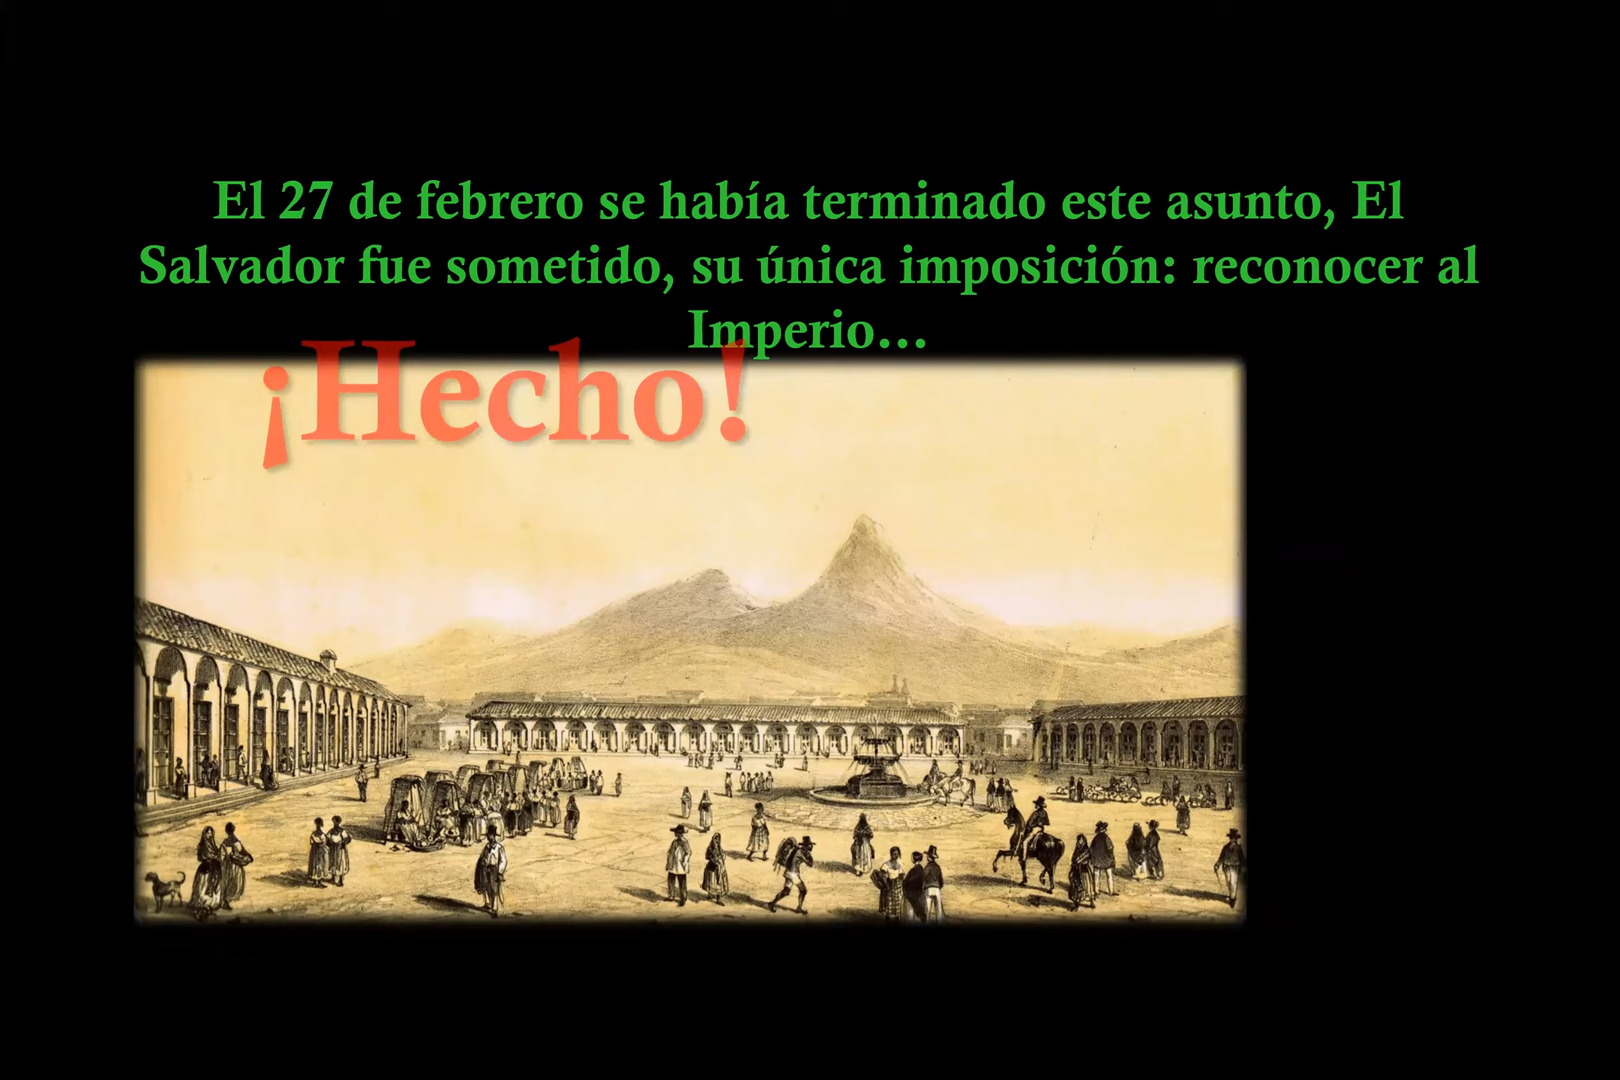 El 27 de febrero se había terminado este asunto, El
Salvador fue sometido, su única imposición: reconocer al
Imperio...
¡Hecho!